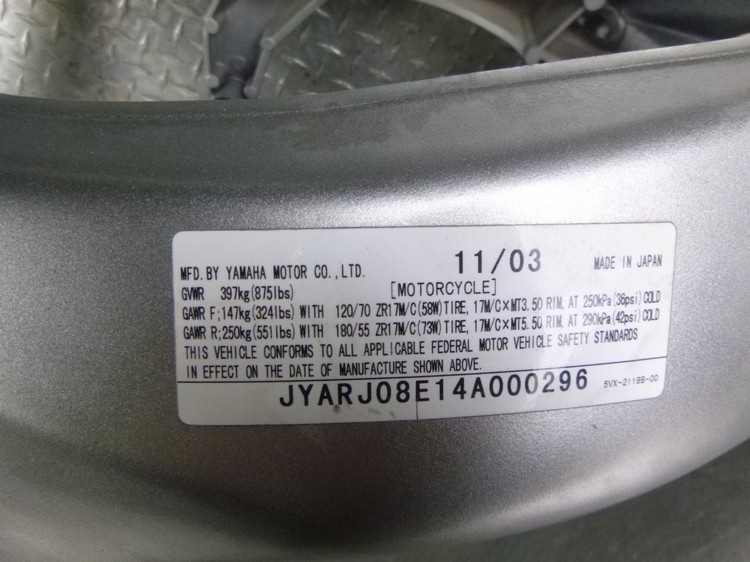 MFD. BY YAMAHA MOTOR CO., LTD. 11/03 MADE IN JAPAN
GVWR 397kg(875lbs) [MOTORCYCLE]
GAWR F;147kg(324lbs) WITH 120/70 ZR17M/C(58W)TIRE, 17M/C×MT3.50 RIM, AT 250kPa(36psi)COLD
GAWR R;250kg(551lbs) WITH 180/55 ZR17M/C(73W)TIRE, 17M/C×MT5.50 RIM, AT 290kPa(42psi)COLD
THIS VEHICLE CONFORMS TO ALL APPLICABLE FEDERAL MOTOR VEHICLE SAFETY STANDARDS
IN EFFECT ON THE DATE OF MANUFACTURE SHOWN ABOVE.
JYARJ08E14A000296 5VX-2118B-00